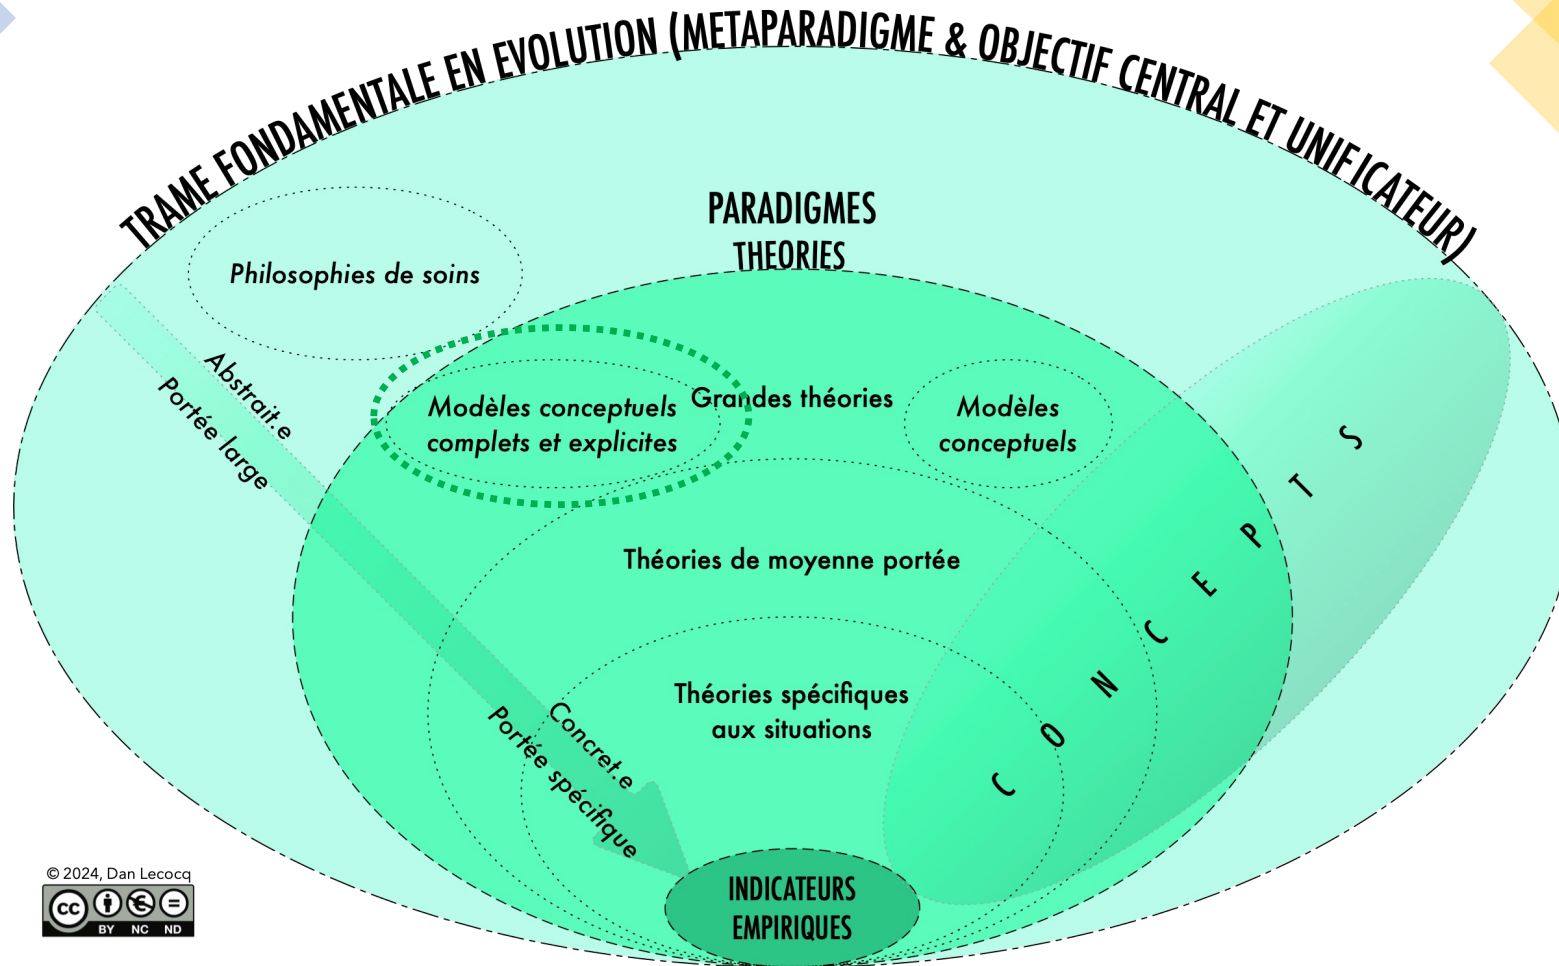 TRAME FONDAMENTALE EN EVOLUTION (METAPARADIGME & OBJECTIF CENTRAL ET UNIFICATEUR)
PARADIGMES
THEORIES
Philosophies de soins
Abstrait.e
Portée large
Modèles conceptuels
complets et explicites
Grandes théories
Modèles
conceptuels
Théories de moyenne portée
Théories spécifiques
aux situations
Concret.e
Portée spécifique
CONCEPTS
INDICATEURS
EMPIRIQUES
© 2024, Dan Lecocq
cc
BY NC ND